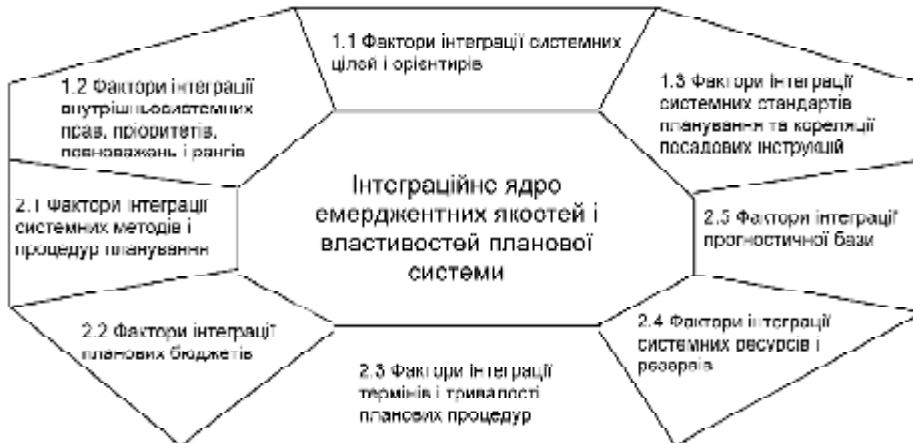 1.1 Фактори інтеграції системних
цілей і орієнтирів
1.2 Фактори інтеграції
внутрішньосистемних
прав, пріоритетів,
повноважень і рангів
1.3 Фактори інтеграції
системних стандартів
планування та кореляції
посадових інструкцій
Інтеграційне ядро
емерджентних якостей і
властивостей планової
системи
2.1 Фактори інтеграції
системних методів і
процедур планування
2.5 Фактори інтеграції
прогностичної бази
2.2 Фактори інтеграції
планових бюджетів
2.4 Фактори інтеграції
системних ресурсів і
резервів
2.3 Фактори інтеграції
термінів і тривалості
планових процедур